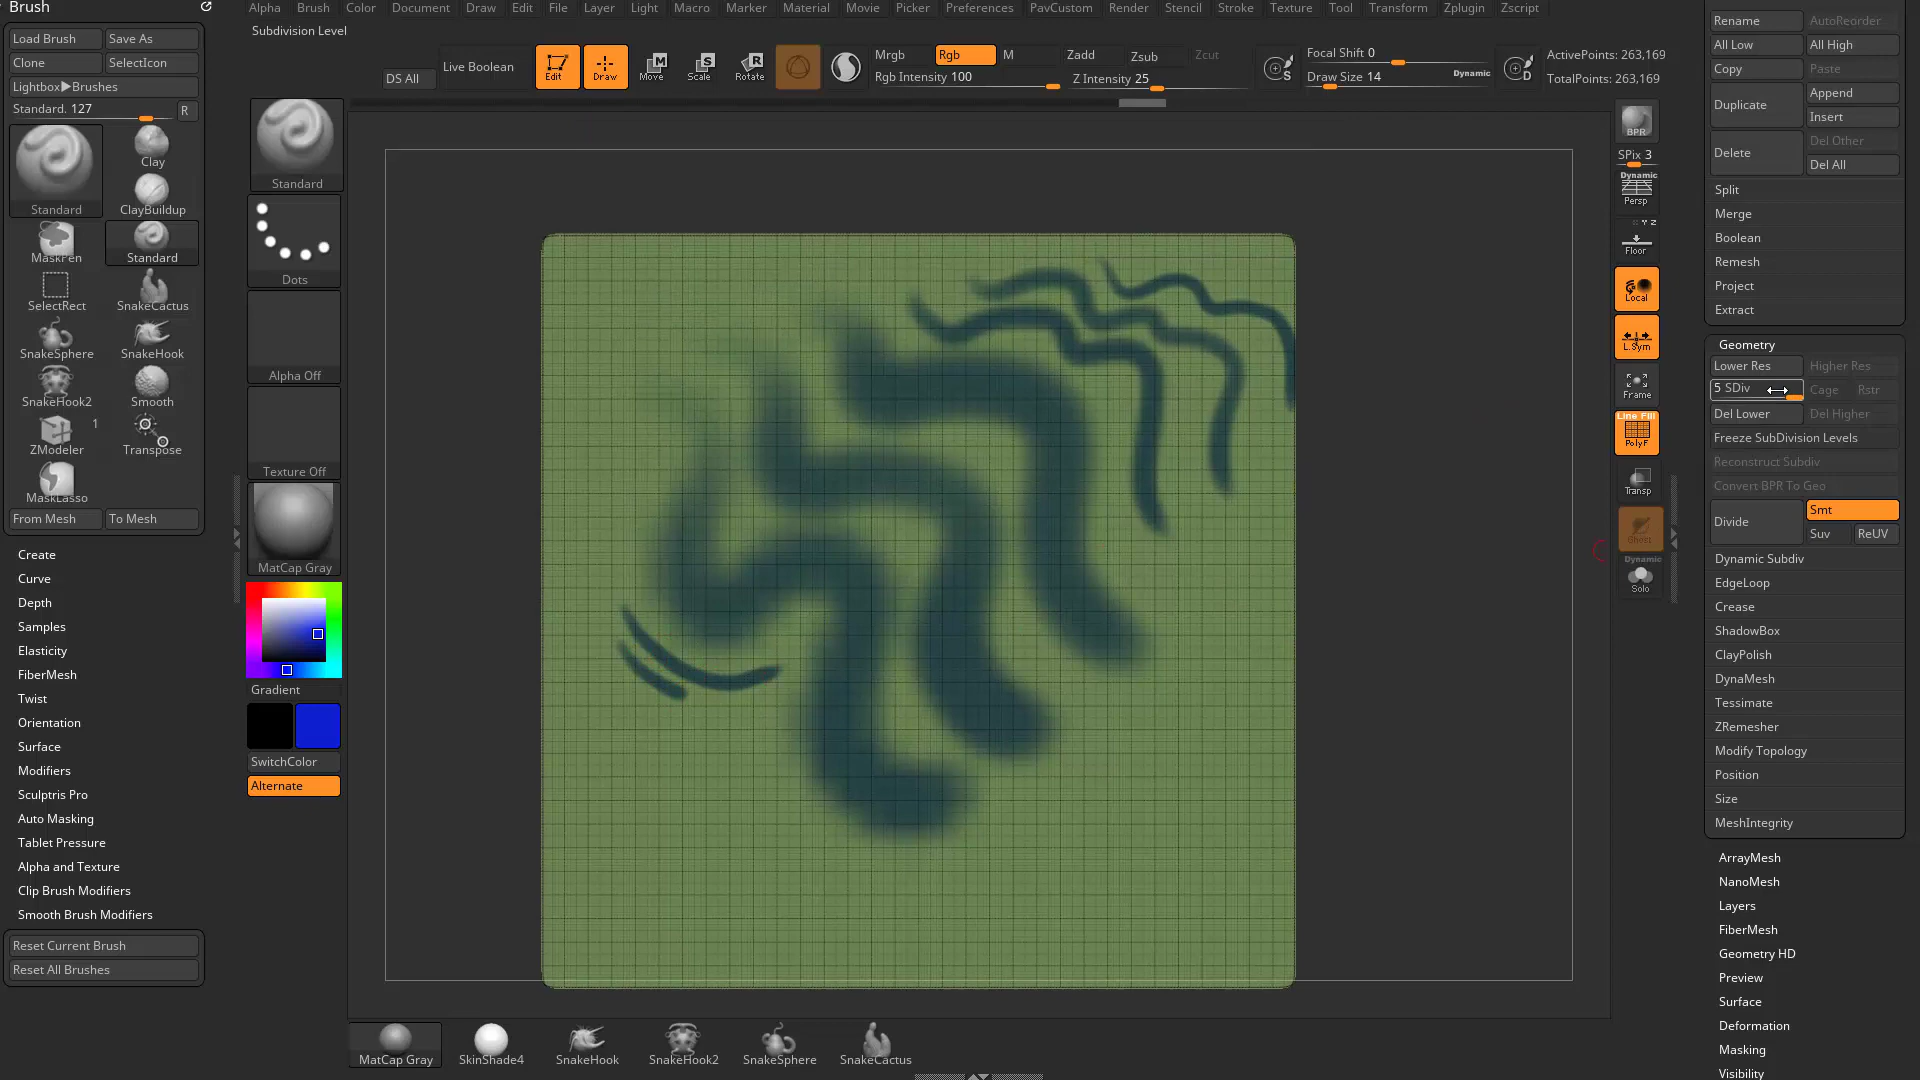 Brush
Load Brush
Save As
Clone
SelectIcon
Lightbox▶Brushes
Standard. 127
R
Standard
Clay
ClayBuildup
MaskPen
Standard
SelectRect
SnakeCactus
SnakeSphere
SnakeHook
SnakeHook2
Smooth
1
ZModeler
Transpose
MaskLasso
From Mesh
To Mesh
Create
Curve
Depth
Samples
Elasticity
FiberMesh
Twist
Orientation
Surface
Modifiers
Sculptris Pro
Auto Masking
Tablet Pressure
Alpha and Texture
Clip Brush Modifiers
Smooth Brush Modifiers
Reset Current Brush
Reset All Brushes
Alpha Brush Color Document Draw Edit File Layer Light Macro Marker Material Movie Picker Preferences PavCustom Render Stencil Stroke Texture Tool Transform Zplugin Zscript
Subdivision Level
DS All
Live Boolean
Edit
Draw
M
Move
S
Scale
R
Rotate
Mrgb
Rgb
M
Rgb Intensity 100
Zadd
Zsub
Zcut
Z Intensity 25
S
Focal Shift 0
Draw Size 14
Dynamic
D
ActivePoints: 263,169
TotalPoints: 263,169
Standard
Dots
Alpha Off
Texture Off
MatCap Gray
Gradient
SwitchColor
Alternate
MatCap Gray
SkinShade4
SnakeHook
SnakeHook2
SnakeSphere
SnakeCactus
BPR
SPix 3
Dynamic
Persp
Y Z
Floor
Local
L.Sym
Frame
Line Fill
PolyF
Transp
Ghost
Dynamic
Solo
Rename
AutoReorder
All Low
All High
Copy
Paste
Duplicate
Append
Insert
Delete
Del Other
Del All
Split
Merge
Boolean
Remesh
Project
Extract
Geometry
Lower Res
Higher Res
5 SDiv
Cage
Rstr
Del Lower
Del Higher
Freeze SubDivision Levels
Reconstruct Subdiv
Convert BPR To Geo
Divide
Smt
Suv
ReUV
Dynamic Subdiv
EdgeLoop
Crease
ShadowBox
ClayPolish
DynaMesh
Tessimate
ZRemesher
Modify Topology
Position
Size
MeshIntegrity
ArrayMesh
NanoMesh
Layers
FiberMesh
Geometry HD
Preview
Surface
Deformation
Masking
Visibility